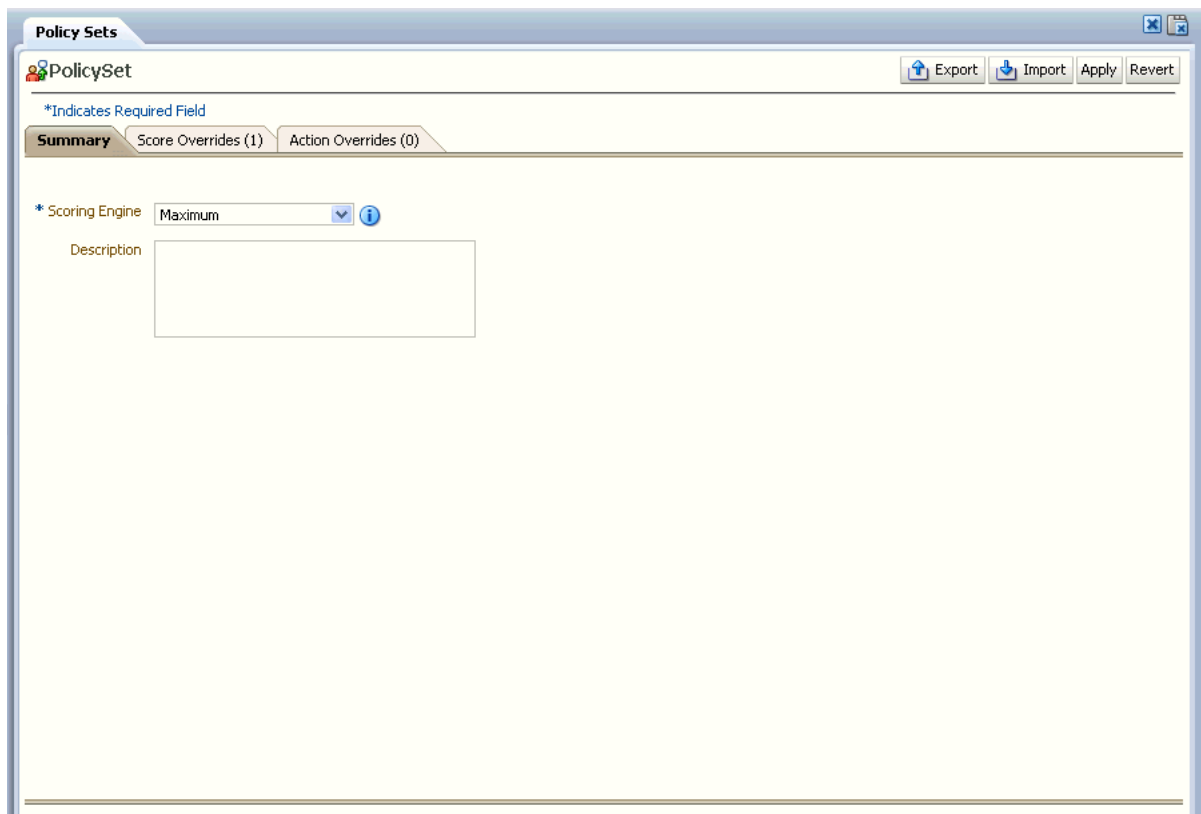 Policy Sets
PolicySet
Export Import Apply Revert
*Indicates Required Field
Summary Score Overrides (1) Action Overrides (0)
* Scoring Engine Maximum
Description